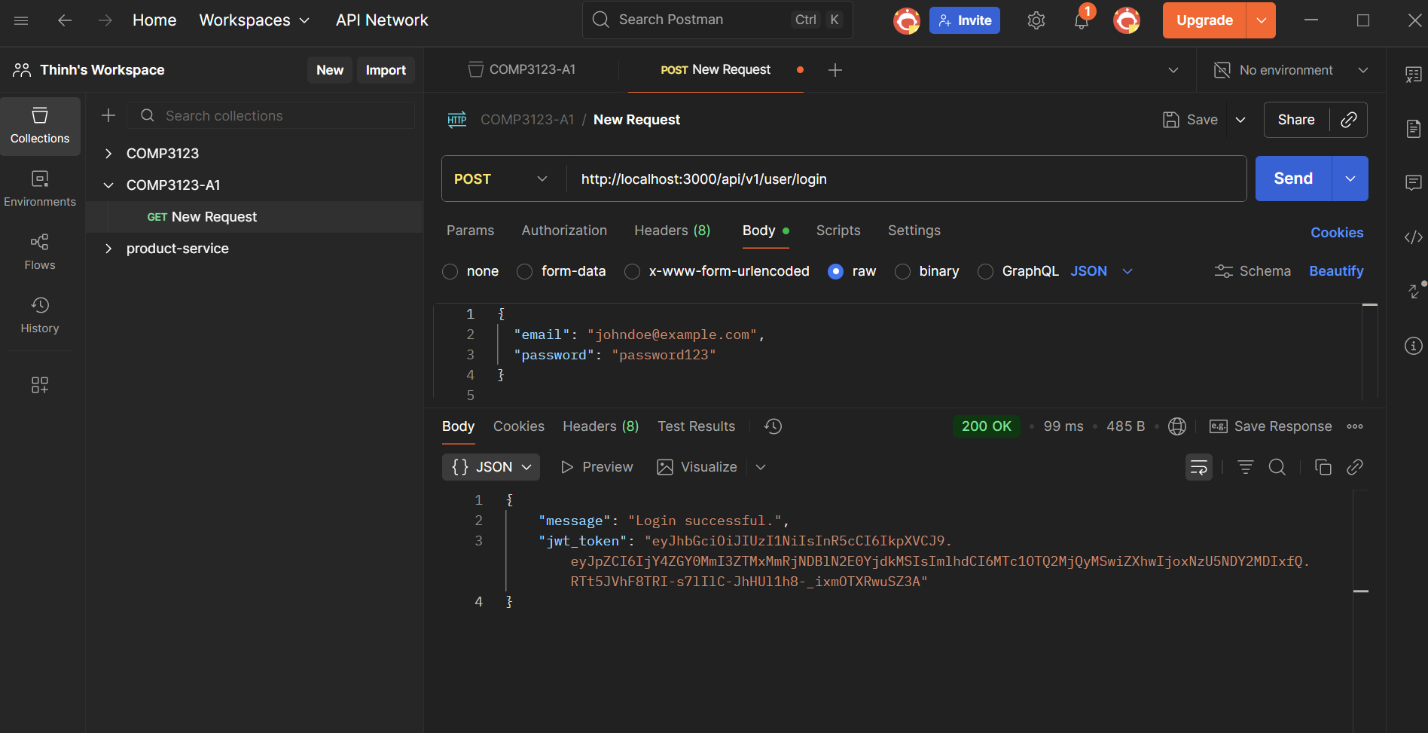 Home Workspaces API Network Search Postman Ctrl K Invite 1 Upgrade
Thinh's Workspace New Import COMP3123-A1 POST New Request No environment
Collections
Search collections
HTTP COMP3123-A1 / New Request Save Share
COMP3123
COMP3123-A1
GET New Request
product-service
Environments
Flows
History
POST http://localhost:3000/api/v1/user/login Send
Params Authorization Headers (8) Body Scripts Settings Cookies
none form-data x-www-form-urlencoded raw binary GraphQL JSON Schema Beautify
1 {
2 "email": "johndoe@example.com",
3 "password": "password123"
4 }
5
Body Cookies Headers (8) Test Results 200 OK 99 ms 485 B e.g. Save Response
{} JSON Preview Visualize
1 {
2 "message": "Login successful.",
3 "jwt_token": "eyJhbGciOiJIUzI1NiIsInR5cCI6IkpXVCJ9.
eyJpZCI6IjY4ZGY0MmI3ZTMxMmRjNDBlN2E0YjdkMSIsImlhdCI6MTc1OTQ2MjQyMSwiZXhwIjoxNzU5NDY2MDIxfQ.
RTt5JVhF8TRI-s7lIlC-JhHUl1h8-_ixmOTXRwuSZ3A"
4 }